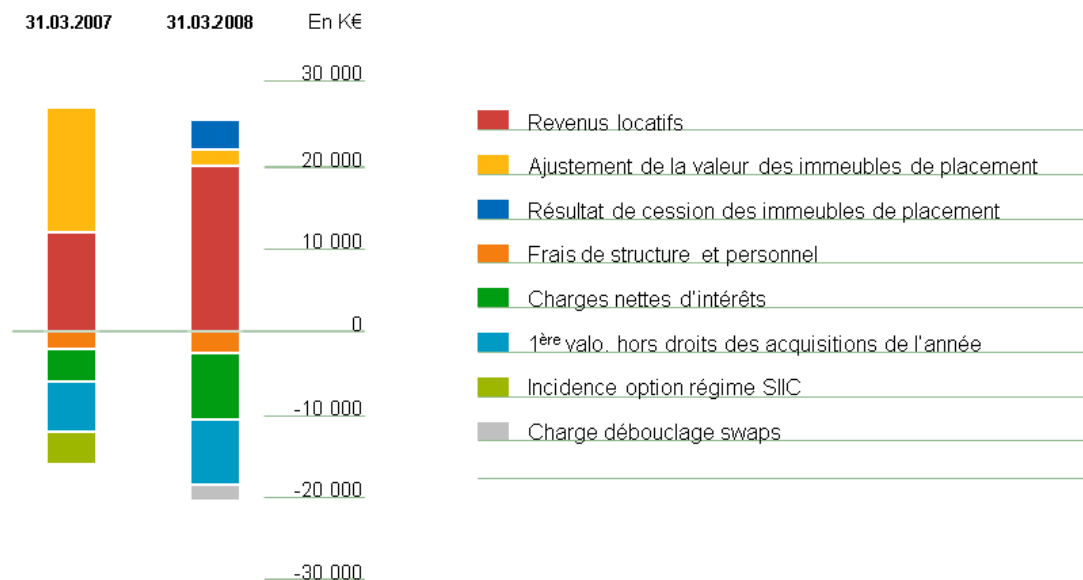 31.03.2007 31.03.2008 En K€
30 000
20 000
10 000
0
-10 000
-20 000
-30 000
Revenus locatifs
Ajustement de la valeur des immeubles de placement
Résultat de cession des immeubles de placement
Frais de structure et personnel
Charges nettes d'intérêts
1ère valo. hors droits des acquisitions de l'année
Incidence option régime SIIC
Charge débouclage swaps